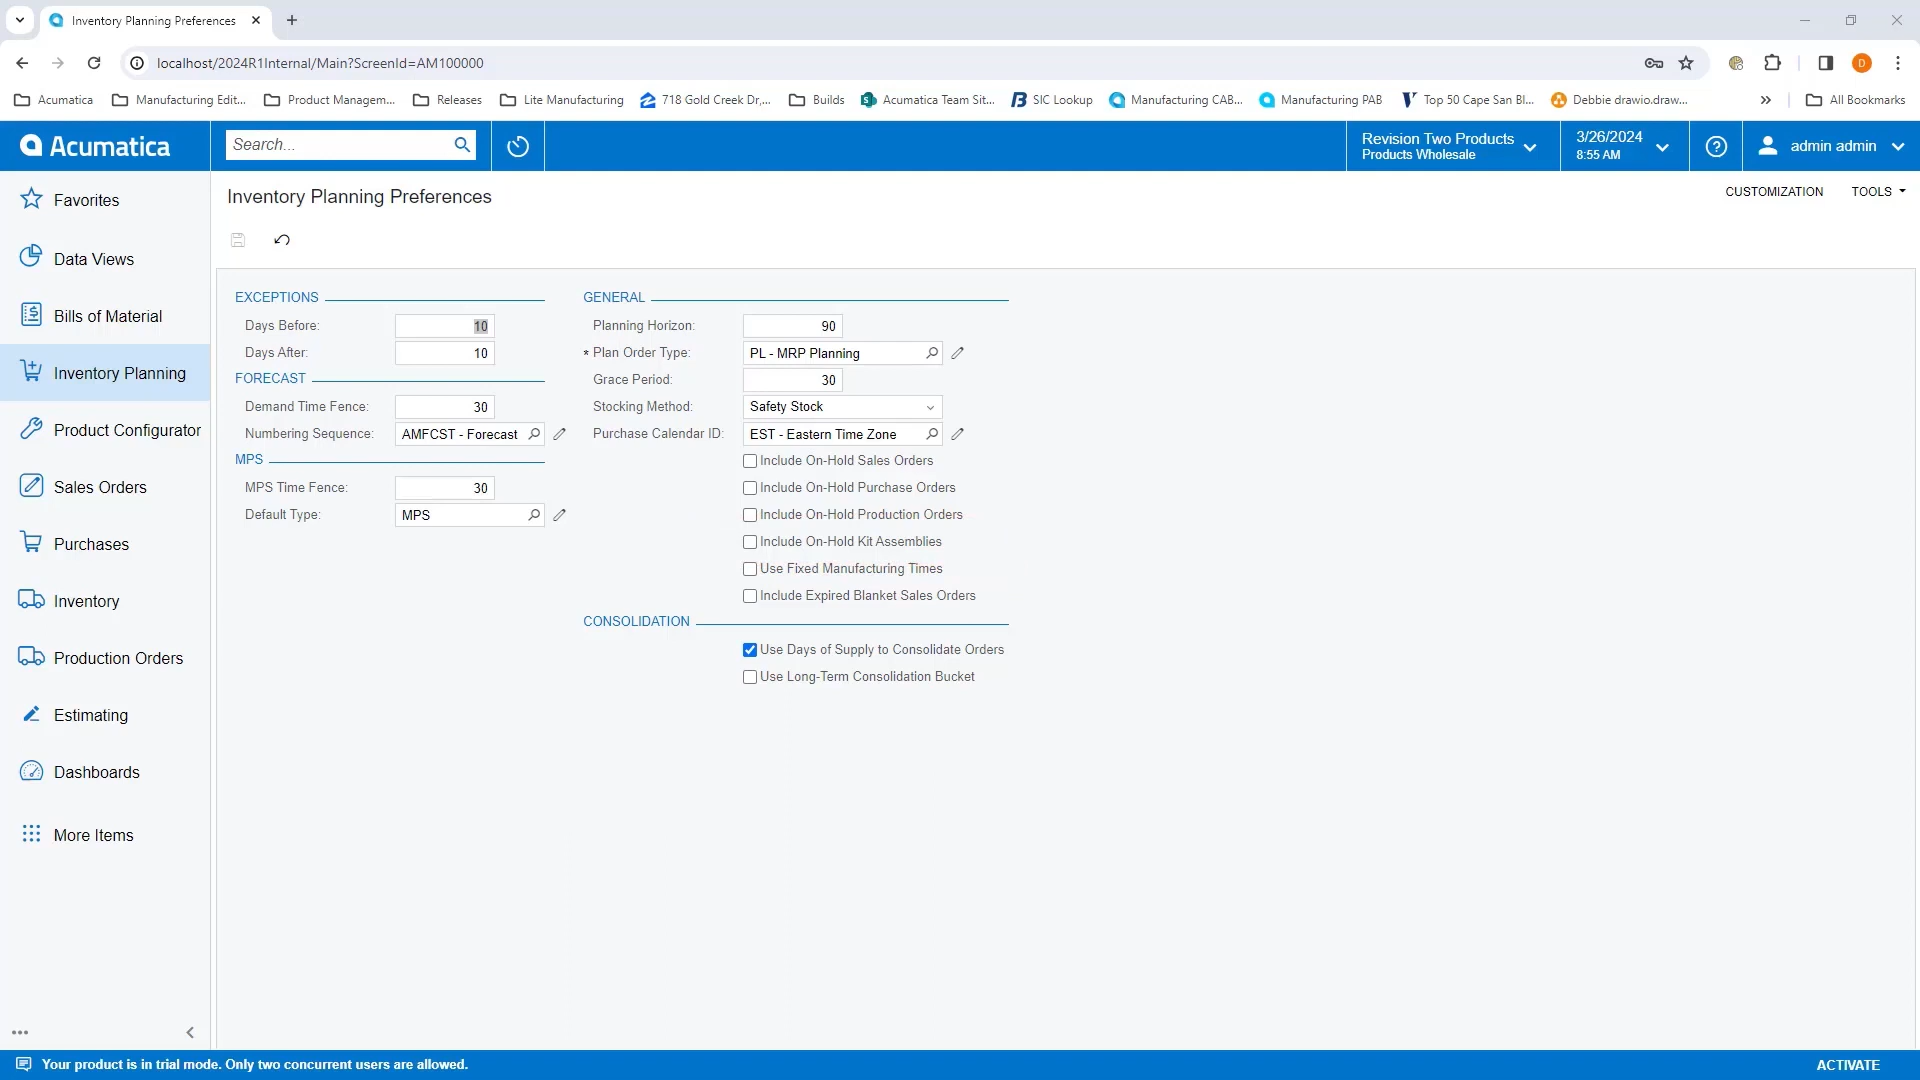 Inventory Planning Preferences
localhost/2024R1Internal/Main?ScreenId=AM100000
D
Acumatica
Manufacturing Edit...
Product Managem...
Releases
Lite Manufacturing
718 Gold Creek Dr,...
Builds
Acumatica Team Sit...
SIC Lookup
Manufacturing CAB...
Manufacturing PAB
Top 50 Cape San Bl...
Debbie drawio.draw...
All Bookmarks
Acumatica
Search...
Revision Two Products
Products Wholesale
3/26/2024
8:55 AM
admin admin
Favorites
Data Views
Bills of Material
Inventory Planning
Product Configurator
Sales Orders
Purchases
Inventory
Production Orders
Estimating
Dashboards
More Items
Inventory Planning Preferences
CUSTOMIZATION
TOOLS
EXCEPTIONS
Days Before: 10
Days After: 10
FORECAST
Demand Time Fence: 30
Numbering Sequence: AMFCST - Forecast
MPS
MPS Time Fence: 30
Default Type: MPS
GENERAL
Planning Horizon: 90
* Plan Order Type: PL - MRP Planning
Grace Period: 30
Stocking Method: Safety Stock
Purchase Calendar ID: EST - Eastern Time Zone
Include On-Hold Sales Orders
Include On-Hold Purchase Orders
Include On-Hold Production Orders
Include On-Hold Kit Assemblies
Use Fixed Manufacturing Times
Include Expired Blanket Sales Orders
CONSOLIDATION
Use Days of Supply to Consolidate Orders
Use Long-Term Consolidation Bucket
Your product is in trial mode. Only two concurrent users are allowed.
ACTIVATE